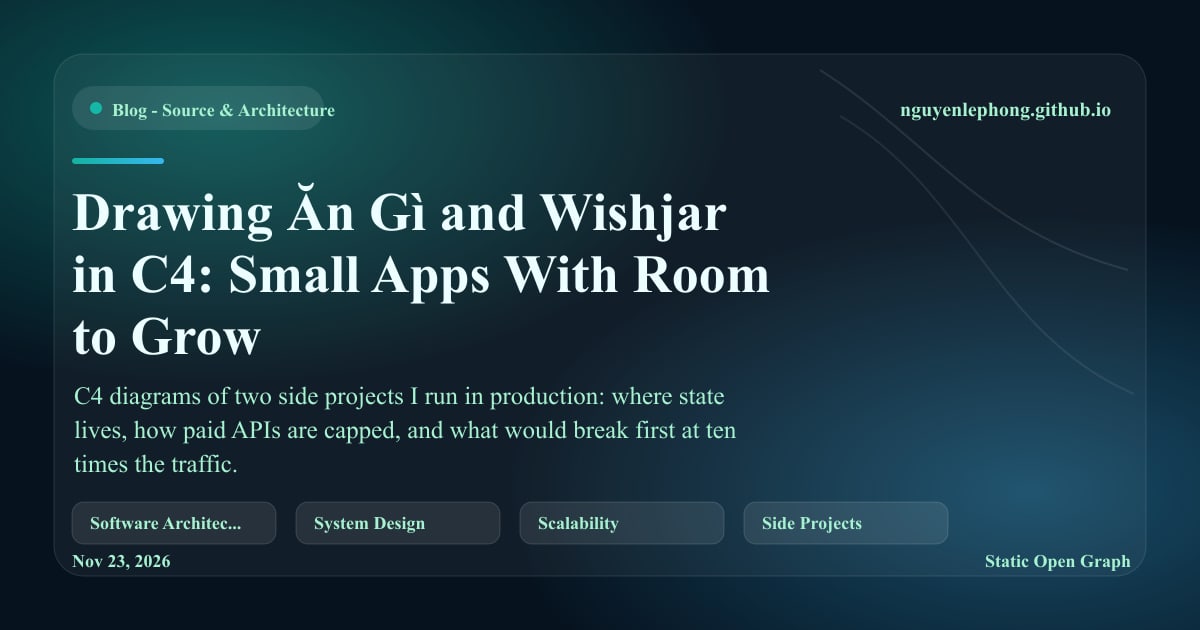 Blog - Source & Architecture
nguyenlephong.github.io
Drawing Ăn Gì and Wishjar
in C4: Small Apps With Room
to Grow
C4 diagrams of two side projects I run in production: where state
lives, how paid APIs are capped, and what would break first at ten
times the traffic.
Software Architec...
System Design
Scalability
Side Projects
Nov 23, 2026
Static Open Graph